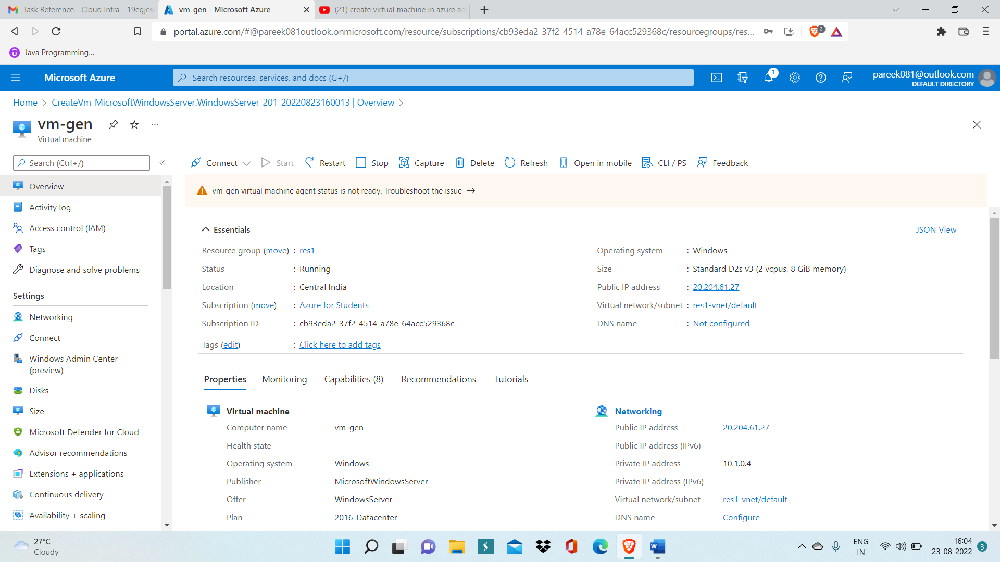 Task Reference - Cloud Infra - 19egjcs
vm-gen - Microsoft Azure
(21) create virtual machine in azure an
portal.azure.com/#@pareek081outlook.onmicrosoft.com/resource/subscriptions/cb93eda2-37f2-4514-a78e-64acc529368c/resourcegroups/res...
2
Java Programming...
Microsoft Azure
Search resources, services, and docs (G+/)
1
pareek081@outlook.com
DEFAULT DIRECTORY
Home > CreateVm-MicrosoftWindowsServer.WindowsServer-201-20220823160013 | Overview >
vm-gen
Virtual machine
Search (Ctrl+/)
«
Connect
Start
Restart
Stop
Capture
Delete
Refresh
Open in mobile
CLI / PS
Feedback
Overview
Activity log
Access control (IAM)
Tags
Diagnose and solve problems
Settings
Networking
Connect
Windows Admin Center
(preview)
Disks
Size
Microsoft Defender for Cloud
Advisor recommendations
Extensions + applications
Continuous delivery
Availability + scaling
vm-gen virtual machine agent status is not ready. Troubleshoot the issue →
Essentials
JSON View
Resource group (move) : res1
Status : Running
Location : Central India
Subscription (move) : Azure for Students
Subscription ID : cb93eda2-37f2-4514-a78e-64acc529368c
Tags (edit) : Click here to add tags
Operating system : Windows
Size : Standard D2s v3 (2 vcpus, 8 GiB memory)
Public IP address : 20.204.61.27
Virtual network/subnet : res1-vnet/default
DNS name : Not configured
Properties
Monitoring
Capabilities (8)
Recommendations
Tutorials
Virtual machine
Computer name vm-gen
Health state -
Operating system Windows
Publisher MicrosoftWindowsServer
Offer WindowsServer
Plan 2016-Datacenter
Networking
Public IP address 20.204.61.27
Public IP address (IPv6) -
Private IP address 10.1.0.4
Private IP address (IPv6) -
Virtual network/subnet res1-vnet/default
DNS name Configure
27°C
Cloudy
ENG
IN
16:04
23-08-2022
3